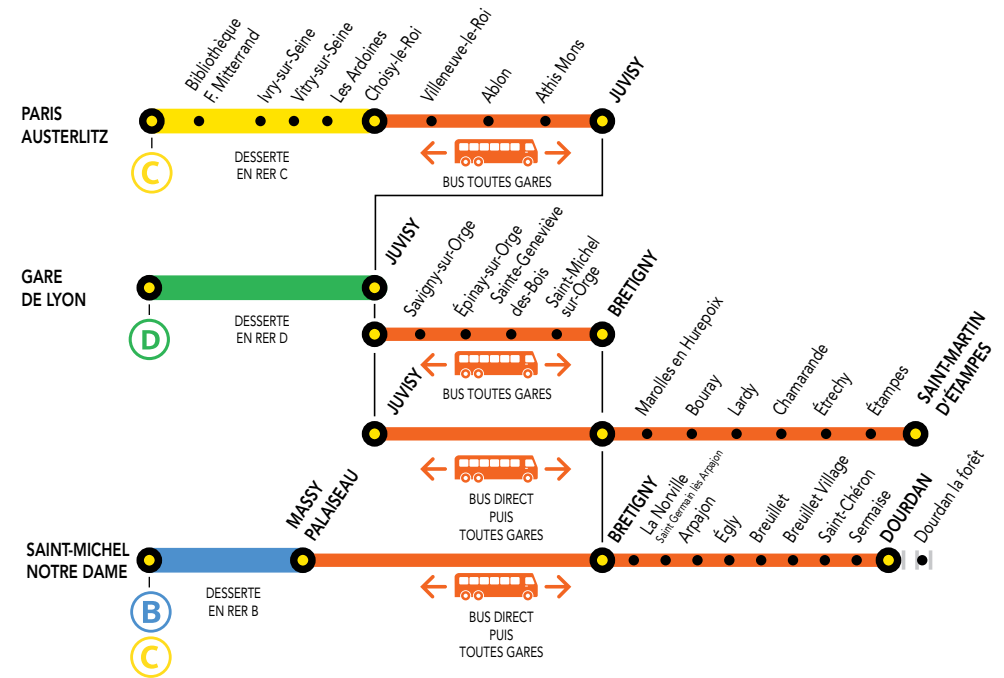 Bibliothèque
F. Mitterrand
Ivry-sur-Seine
Vitry-sur-Seine
Les Ardoines
Choisy-le-Roi
Villeneuve-le-Roi
Ablon
Athis Mons
JUVISY
PARIS
AUSTERLITZ
C
DESSERTE
EN RER C
BUS TOUTES GARES
JUVISY
Savigny-sur-Orge
Épinay-sur-Orge
Sainte-Geneviève
des-Bois
Saint-Michel
sur-Orge
BRETIGNY
GARE
DE LYON
D
DESSERTE
EN RER D
BUS TOUTES GARES
JUVISY
Marolles en Hurepoix
Bouray
Lardy
Chamarande
Étrechy
Étampes
SAINT-MARTIN
D'ÉTAMPES
BUS DIRECT
PUIS
TOUTES GARES
MASSY
PALAISEAU
BRETIGNY
La Norville
Saint Germain lès Arpajon
Arpajon
Égly
Breuillet
Breuillet Village
Saint-Chéron
Sermaise
DOURDAN
Dourdan la forêt
SAINT-MICHEL
NOTRE DAME
B
C
DESSERTE
EN RER B
BUS DIRECT
PUIS
TOUTES GARES